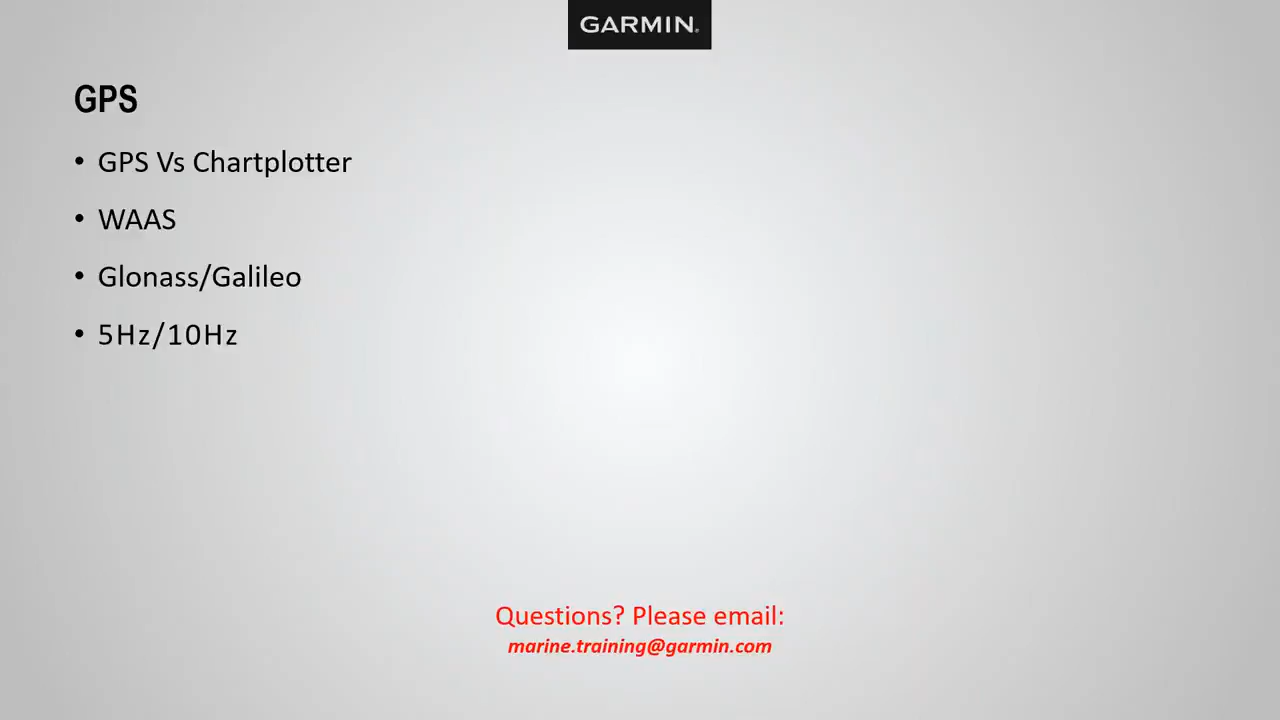 GARMIN
GPS
• GPS Vs Chartplotter
• WAAS
• Glonass/Galileo
• 5Hz/10Hz
Questions? Please email:
marine.training@garmin.com